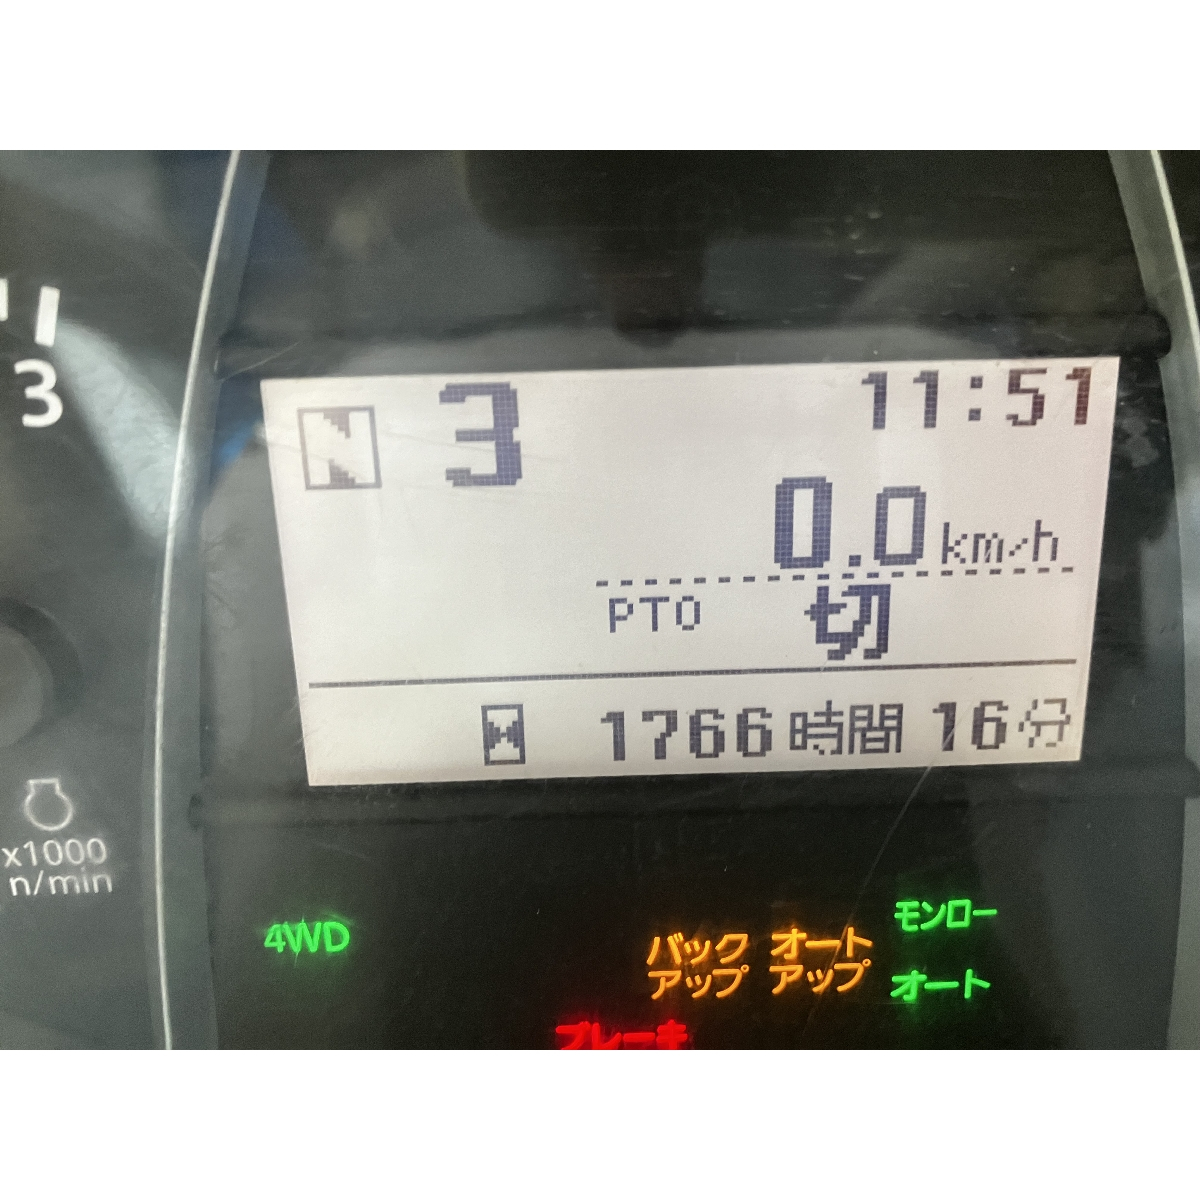 3
N 3 11:51
0.0 km/h
PTO 切
1766時間16分
x1000
n/min
4WD
バック
アップ
オート
アップ
モンロー
オート
ブレーキ